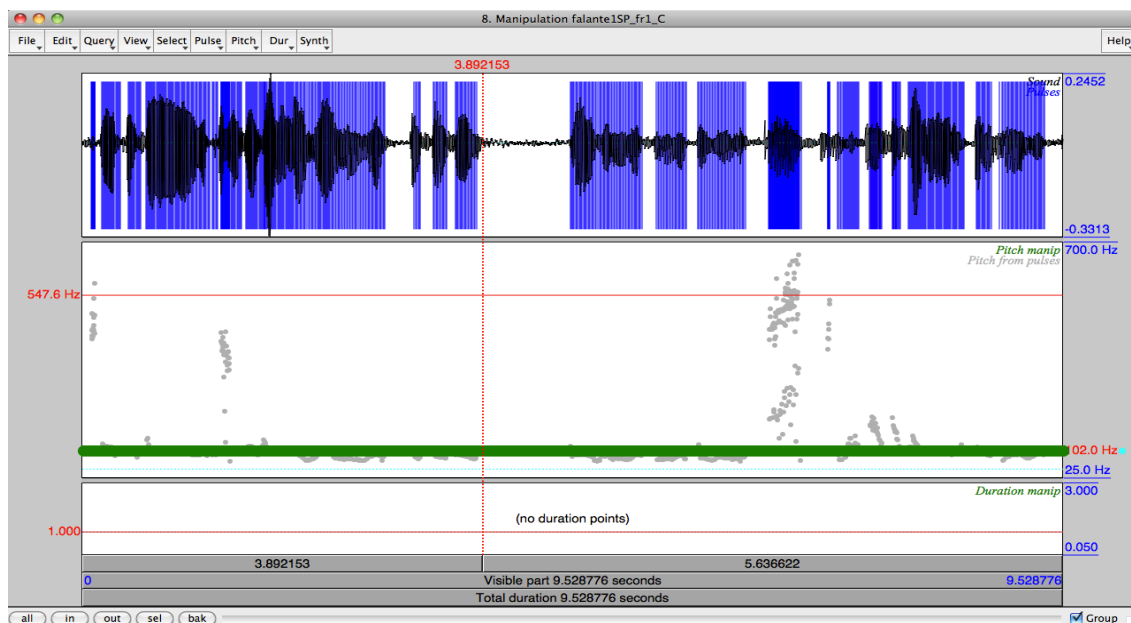 8. Manipulation falante1SP_fr1_C
File Edit Query View Select Pulse Pitch Dur Synth Help
3.892153
Sound 0.2452
Pulses
-0.3313
Pitch manip 700.0 Hz
Pitch from pulses
547.6 Hz
02.0 Hz
25.0 Hz
Duration manip 3.000
(no duration points)
1.000
0.050
3.892153 5.636622
0 Visible part 9.528776 seconds 9.528776
Total duration 9.528776 seconds
all in out sel bak Group